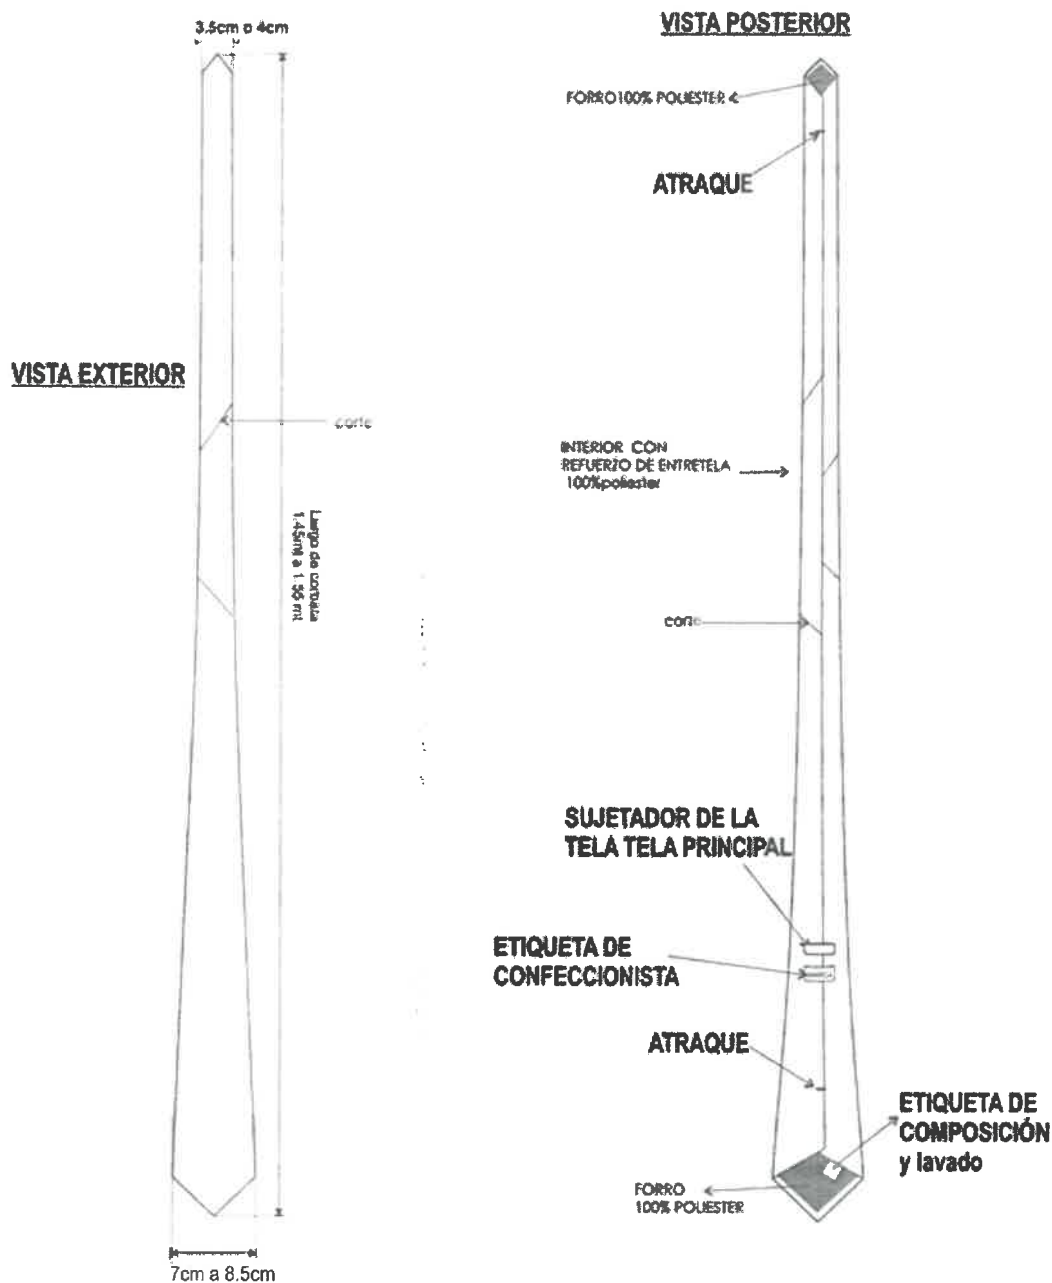 3.5cm a 4cm
VISTA EXTERIOR
corte
Largo de corbata
1.45mt a 1.55 mt
7cm a 8.5cm
VISTA POSTERIOR
FORRO 100% POLIESTER
ATRAQUE
INTERIOR CON
REFUERZO DE ENTRETELA
100%poliester
corte
SUJETADOR DE LA
TELA TELA PRINCIPAL
ETIQUETA DE
CONFECCIONISTA
ATRAQUE
ETIQUETA DE
COMPOSICIÓN
y lavado
FORRO
100% POLIESTER